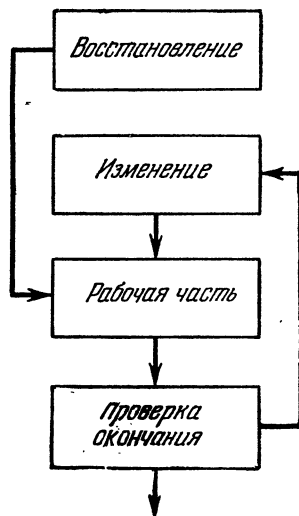 Восстановление
Изменение
Рабочая часть
Проверка
окончания